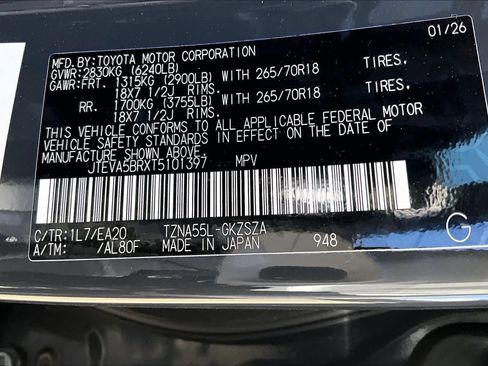 MFD.BY:TOYOTA MOTOR CORPORATION 01/26
GVWR:2830KG (6240LB)
GAWR:FRT. 1315KG (2900LB) WITH 265/70R18 TIRES.
18X7 1/2J RIMS.
RR. 1700KG (3755LB) WITH 265/70R18 TIRES.
18X7 1/2J RIMS.
THIS VEHICLE CONFORMS TO ALL APPLICABLE FEDERAL MOTOR
VEHICLE SAFETY STANDARDS IN EFFECT ON THE DATE OF
MANUFACTURE SHOWN ABOVE.
JTEVA5BRXT5101357 MPV
C/TR:1L7/EA20 TZNA55L-GKZSZA
A/TM: /AL80F MADE IN JAPAN 948 G